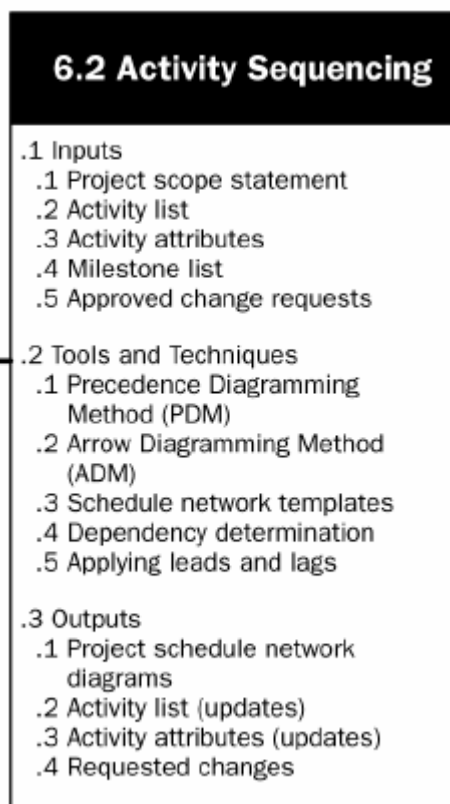 6.2 Activity Sequencing
.1 Inputs
.1 Project scope statement
.2 Activity list
.3 Activity attributes
.4 Milestone list
.5 Approved change requests
.2 Tools and Techniques
.1 Precedence Diagramming
Method (PDM)
.2 Arrow Diagramming Method
(ADM)
.3 Schedule network templates
.4 Dependency determination
.5 Applying leads and lags
.3 Outputs
.1 Project schedule network
diagrams
.2 Activity list (updates)
.3 Activity attributes (updates)
.4 Requested changes